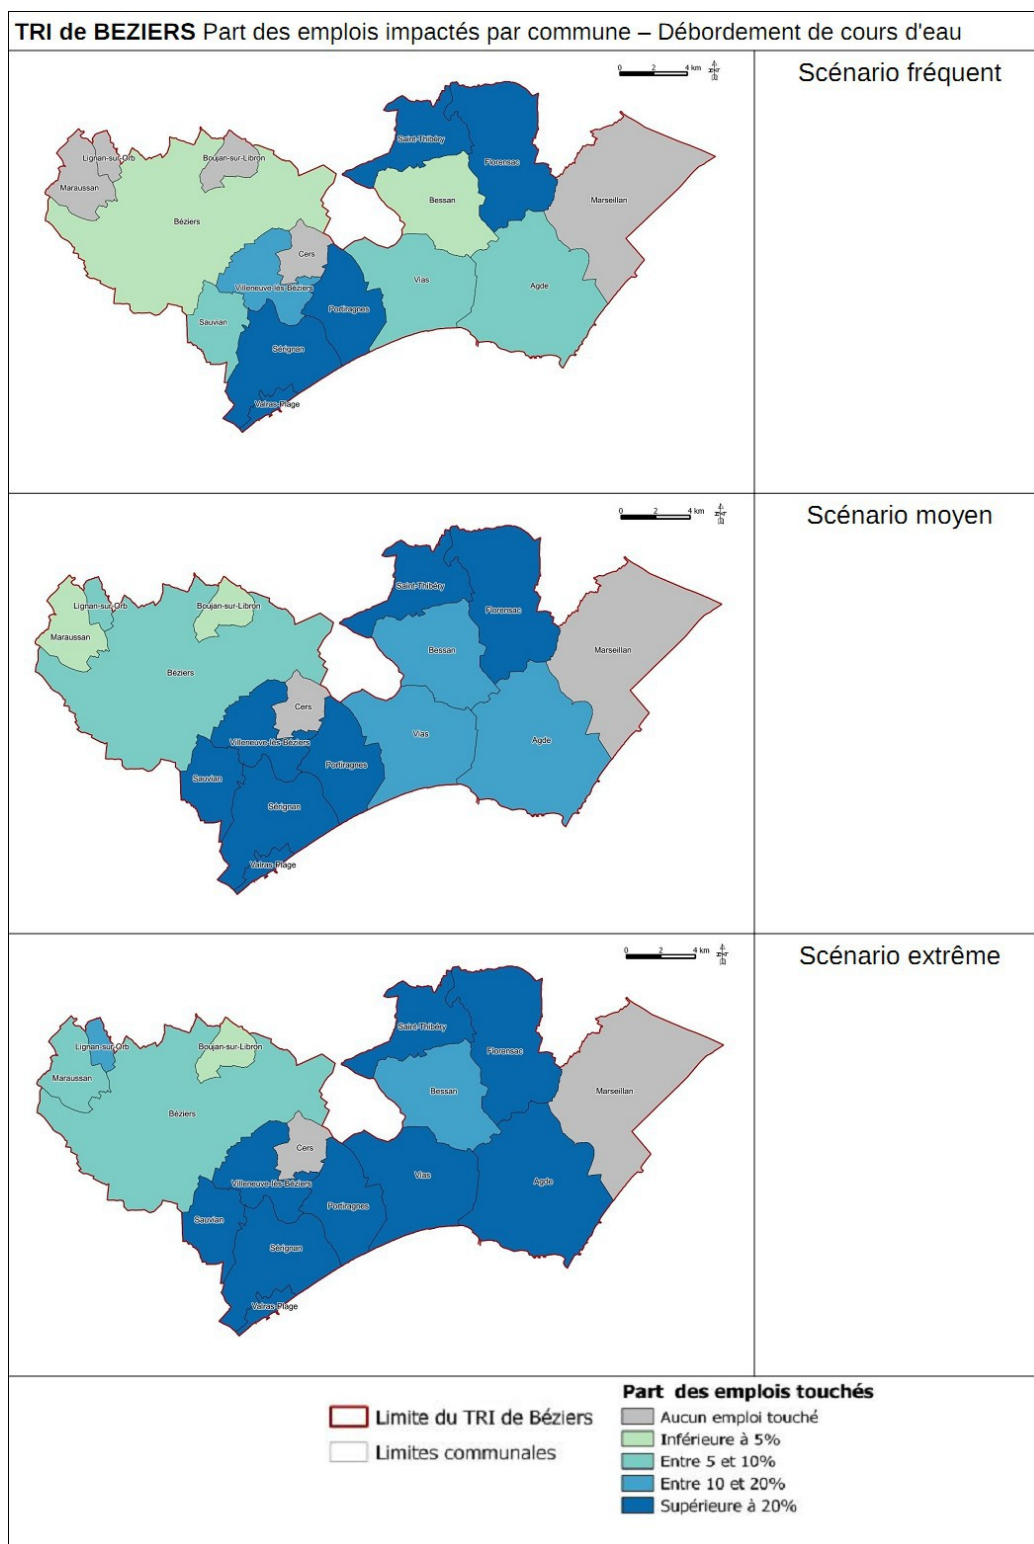 TRI de BEZIERS Part des emplois impactés par commune – Débordement de cours d'eau
Scénario fréquent
0 2 4 km
Saint-Thibéry
Florensac
Lignan-sur-Orb
Boujan-sur-Libron
Maraussan
Marseillan
Bessan
Béziers
Cers
Vias
Agde
Villeneuve-lès-Béziers
Portiragnes
Sauvian
Sérignan
Valras-Plage
Scénario moyen
0 2 4 km
Saint-Thibéry
Lignan-sur-Orb
Boujan-sur-Libron
Florensac
Maraussan
Bessan
Marseillan
Béziers
Cers
Vias
Agde
Villeneuve-lès-Béziers
Portiragnes
Sauvian
Sérignan
Valras-Plage
Scénario extrême
0 2 4 km
Saint-Thibéry
Lignan-sur-Orb
Boujan-sur-Libron
Florensac
Maraussan
Bessan
Marseillan
Béziers
Cers
Vias
Agde
Villeneuve-lès-Béziers
Portiragnes
Sauvian
Sérignan
Valras-Plage
Part des emplois touchés
Limite du TRI de Béziers
Aucun emploi touché
Inférieure à 5%
Limites communales
Entre 5 et 10%
Entre 10 et 20%
Supérieure à 20%